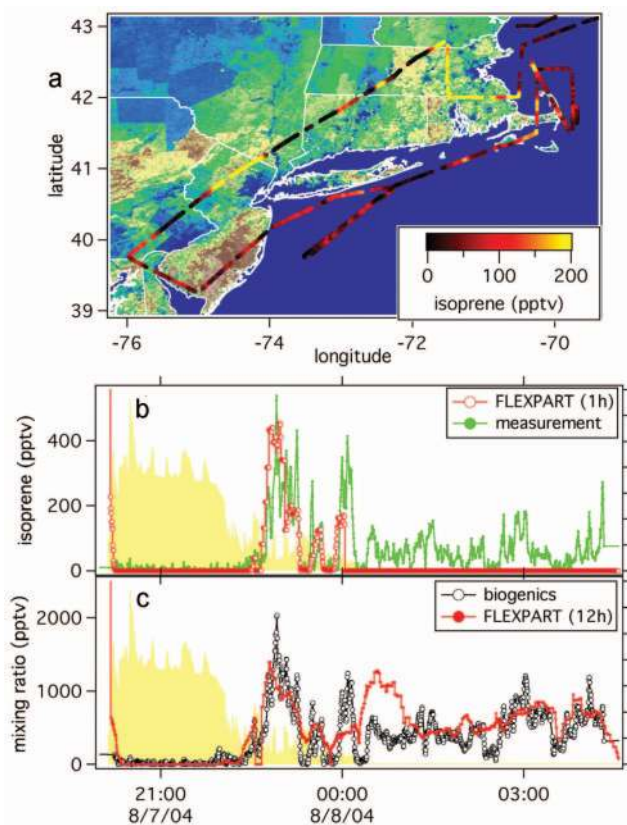 a
43
42
41
40
39
latitude
-76
-74
-72
-70
longitude
0
100
200
isoprene (pptv)
b
FLEXPART (1h)
measurement
400
200
0
isoprene (pptv)
c
biogenics
FLEXPART (12h)
2000
1000
0
mixing ratio (pptv)
21:00
8/7/04
00:00
8/8/04
03:00